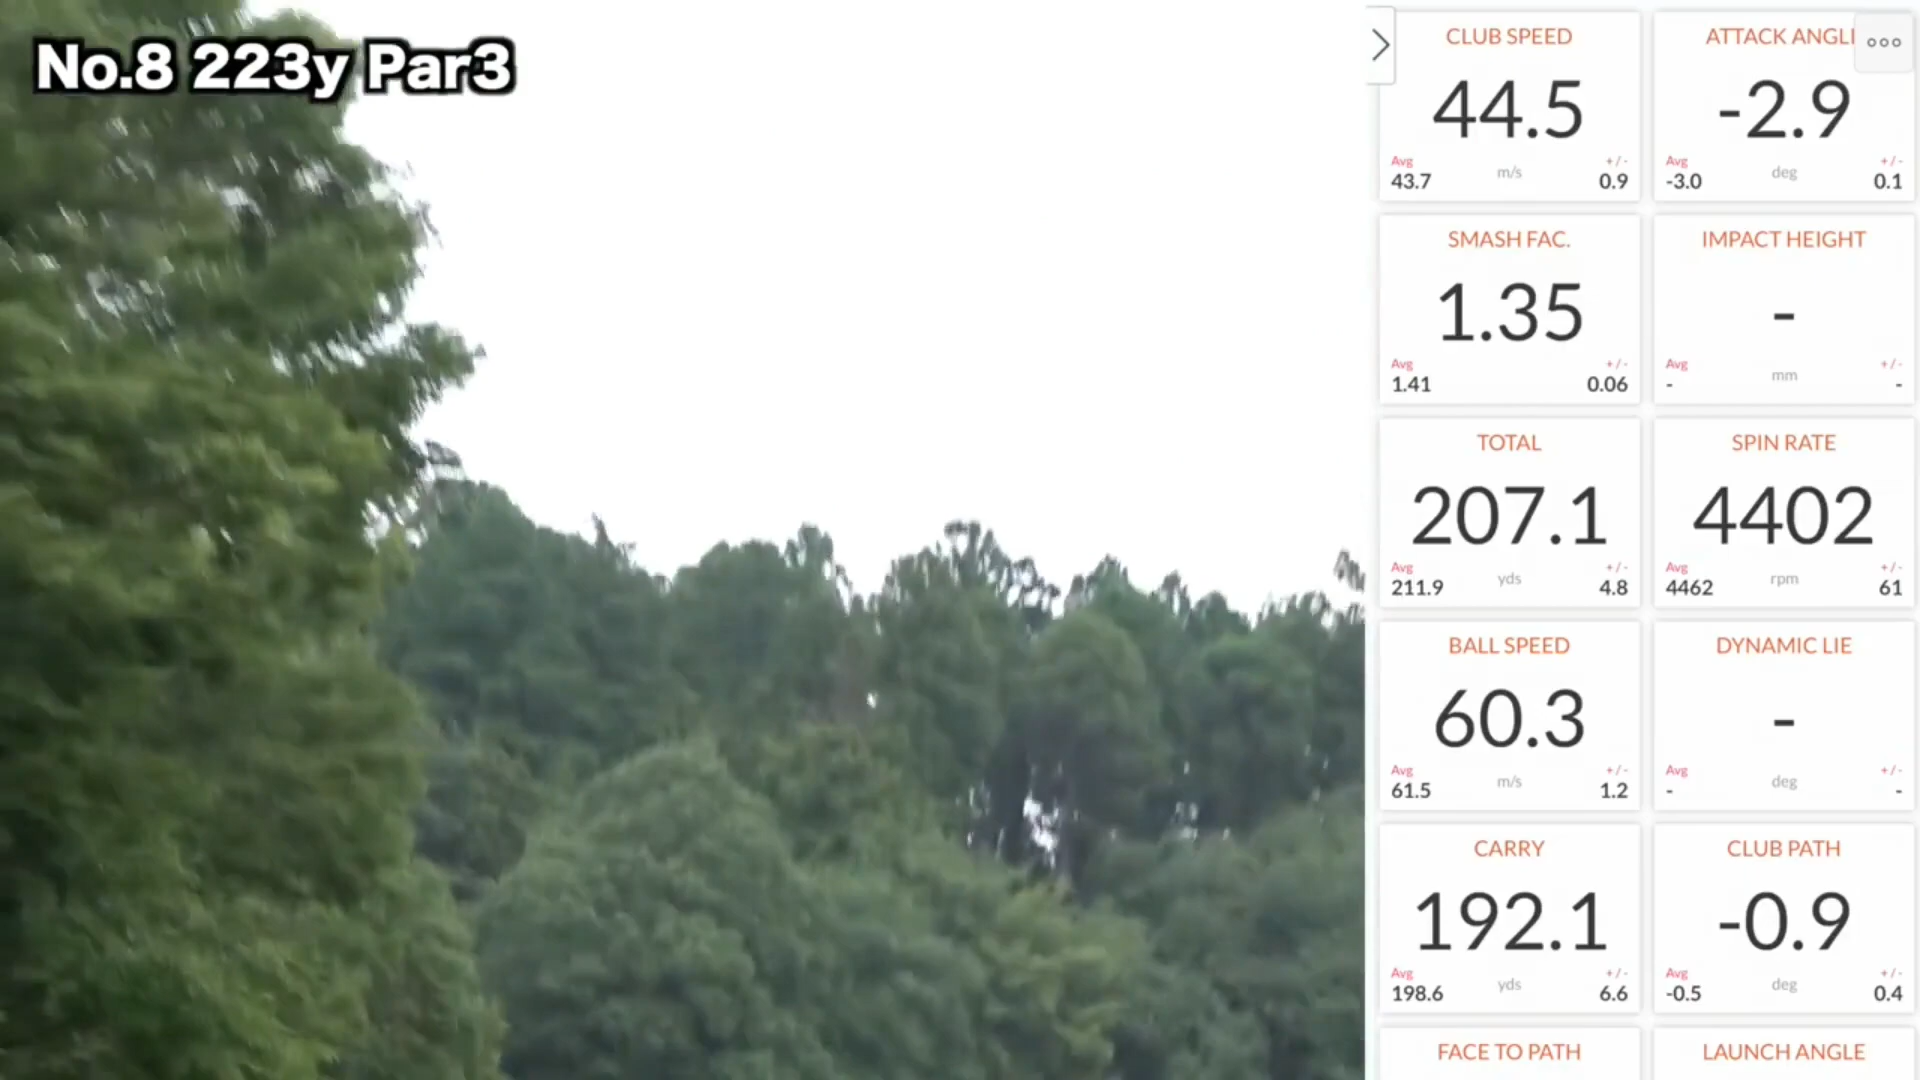 No.8 223y Par3
CLUB SPEED
44.5
Avg
43.7
m/s
+/-
0.9
ATTACK ANGL
-2.9
Avg
-3.0
deg
+/-
0.1
SMASH FAC.
1.35
Avg
1.41
+/-
0.06
IMPACT HEIGHT
-
Avg
-
mm
+/-
-
TOTAL
207.1
Avg
211.9
yds
+/-
4.8
SPIN RATE
4402
Avg
4462
rpm
+/-
61
BALL SPEED
60.3
Avg
61.5
m/s
+/-
1.2
DYNAMIC LIE
-
Avg
-
deg
+/-
-
CARRY
192.1
Avg
198.6
yds
+/-
6.6
CLUB PATH
-0.9
Avg
-0.5
deg
+/-
0.4
FACE TO PATH
LAUNCH ANGLE